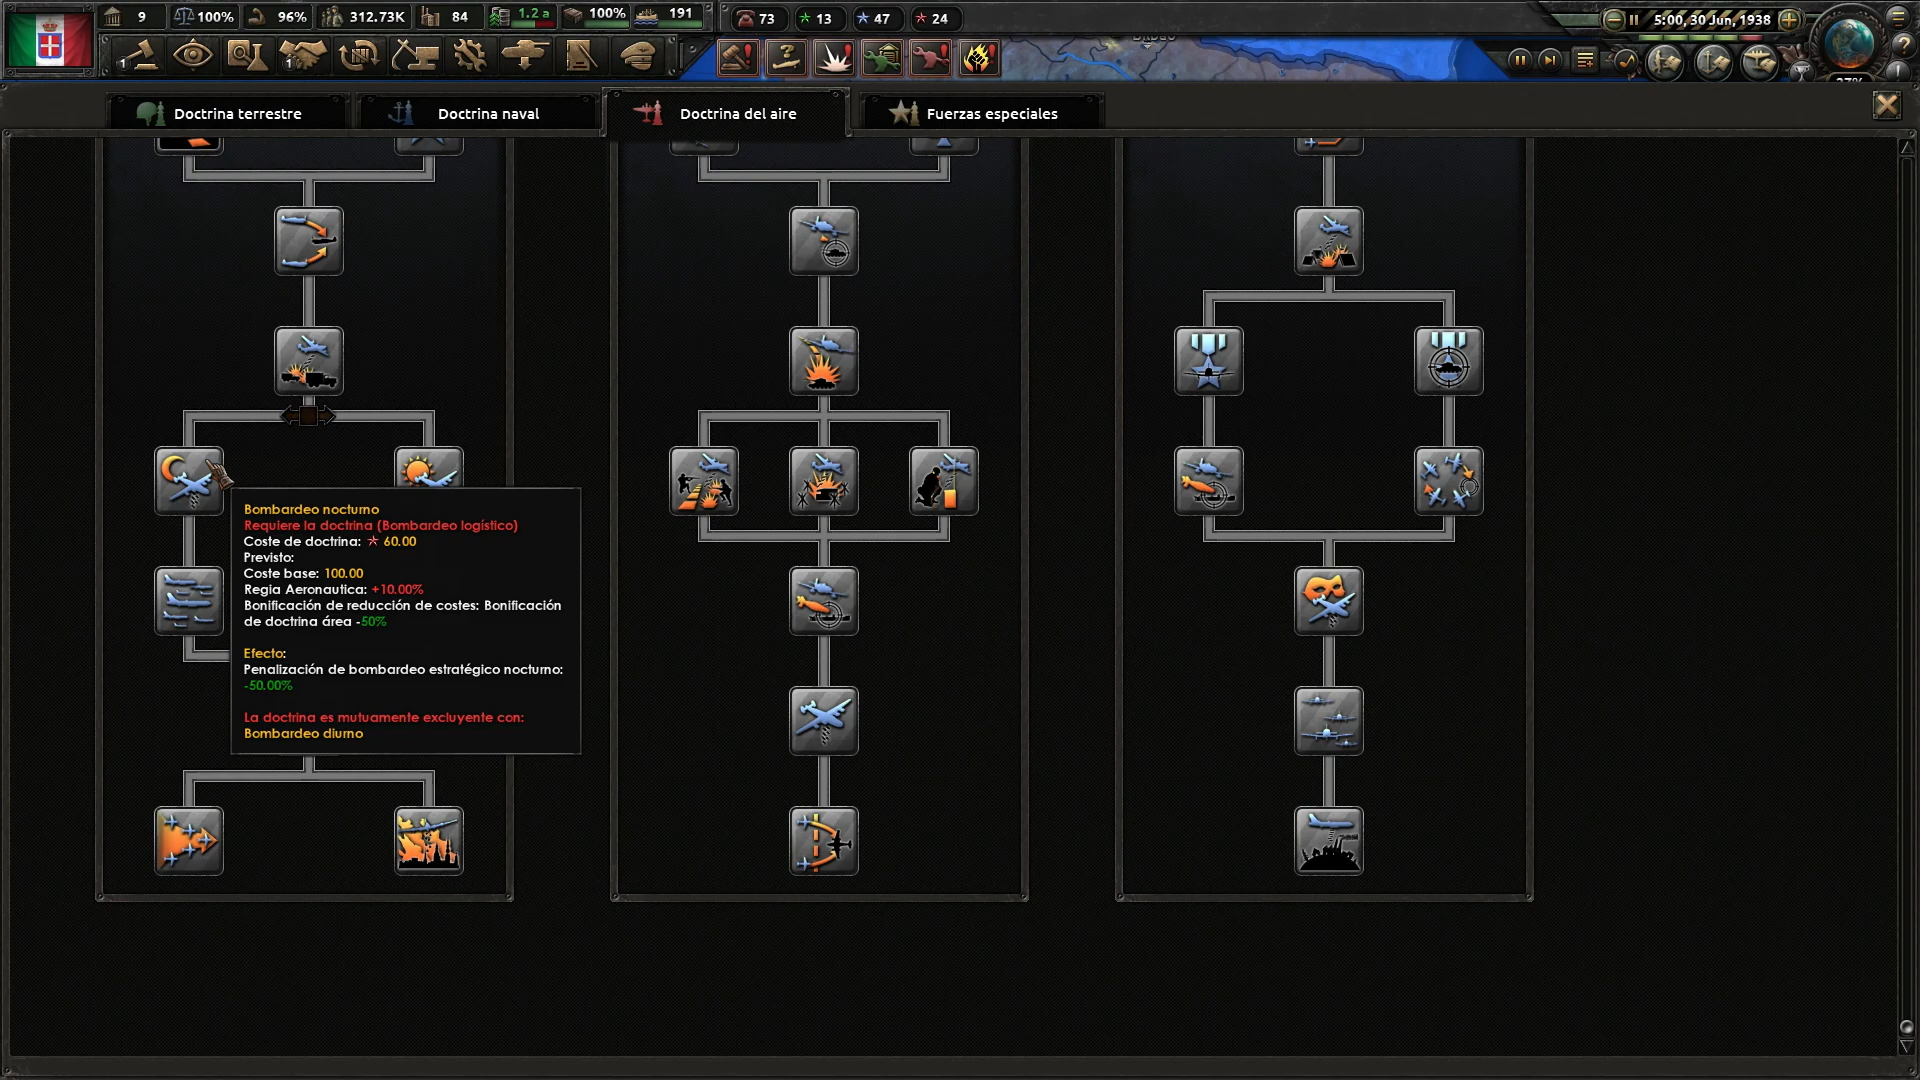 9
100%
96%
312.73K
84
1.2 a
100%
191
73
13
47
24
5:00, 30 Jun, 1938
1
1
Doctrina terrestre
Doctrina naval
Doctrina del aire
Fuerzas especiales
Bombardeo nocturno
Requiere la doctrina (Bombardeo logístico)
Coste de doctrina: 60.00
Previsto:
Coste base: 100.00
Regia Aeronautica: +10.00%
Bonificación de reducción de costes: Bonificación
de doctrina área -50%
Efecto:
Penalización de bombardeo estratégico nocturno:
-50.00%
La doctrina es mutuamente excluyente con:
Bombardeo diurno